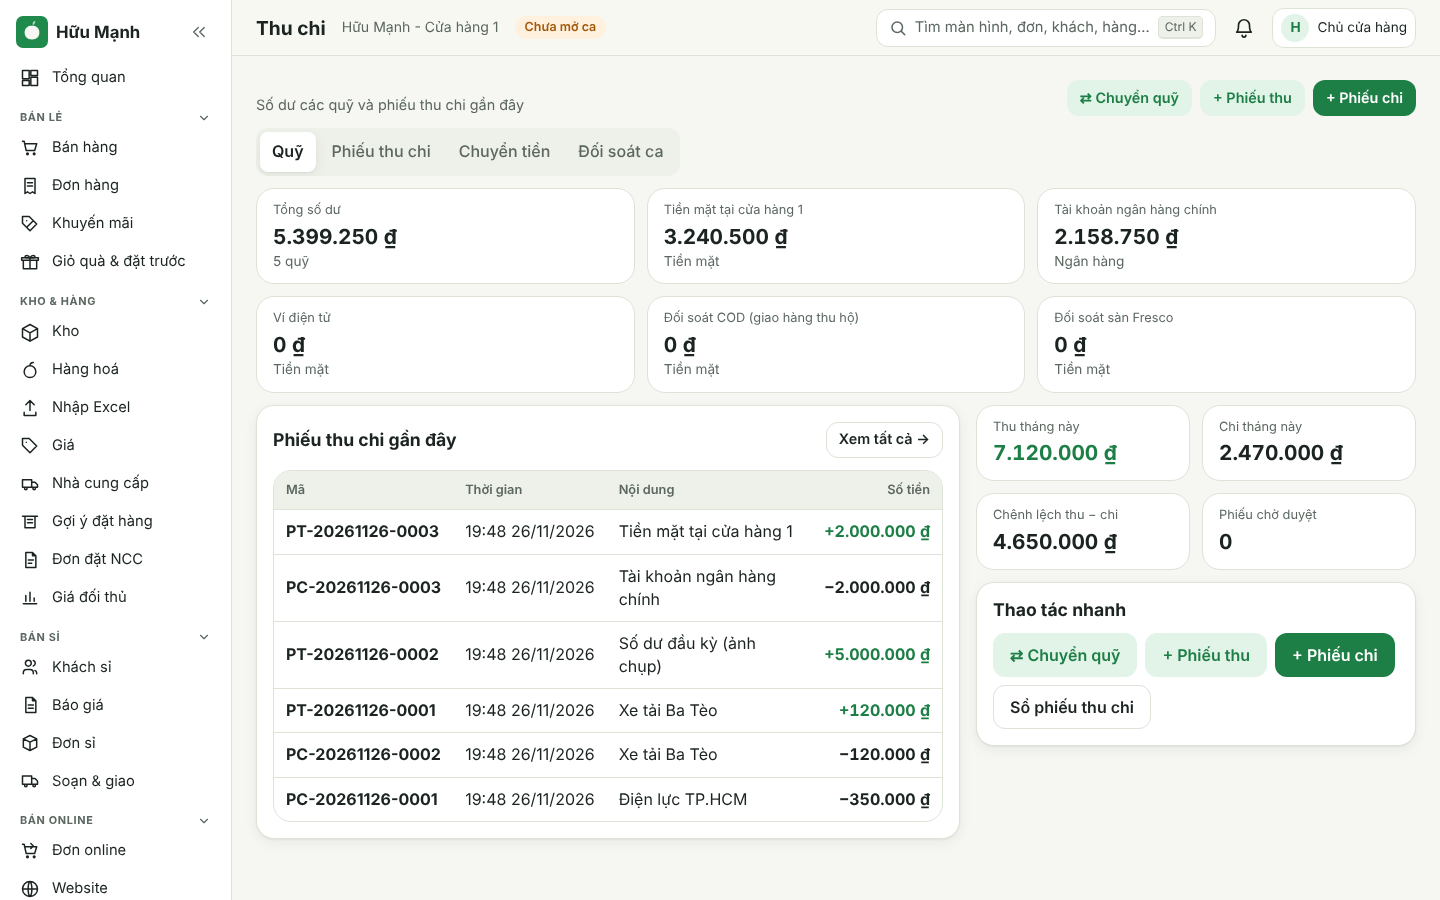 Hữu Mạnh
Tổng quan
BÁN LẺ
Bán hàng
Đơn hàng
Khuyến mãi
Giỏ quà & đặt trước
KHO & HÀNG
Kho
Hàng hoá
Nhập Excel
Giá
Nhà cung cấp
Gợi ý đặt hàng
Đơn đặt NCC
Giá đối thủ
BÁN SỈ
Khách sỉ
Báo giá
Đơn sỉ
Soạn & giao
BÁN ONLINE
Đơn online
Website
Thu chi
Hữu Mạnh - Cửa hàng 1
Chưa mở ca
Tìm màn hình, đơn, khách, hàng...
Ctrl K
H
Chủ cửa hàng
Số dư các quỹ và phiếu thu chi gần đây
⇄ Chuyển quỹ
+ Phiếu thu
+ Phiếu chi
Quỹ
Phiếu thu chi
Chuyển tiền
Đối soát ca
Tổng số dư
5.399.250 ₫
5 quỹ
Tiền mặt tại cửa hàng 1
3.240.500 ₫
Tiền mặt
Tài khoản ngân hàng chính
2.158.750 ₫
Ngân hàng
Ví điện tử
0 ₫
Tiền mặt
Đối soát COD (giao hàng thu hộ)
0 ₫
Tiền mặt
Đối soát sàn Fresco
0 ₫
Tiền mặt
Phiếu thu chi gần đây
Xem tất cả →
Mã Thời gian Nội dung Số tiền
PT-20261126-0003 19:48 26/11/2026 Tiền mặt tại cửa hàng 1 +2.000.000 ₫
PC-20261126-0003 19:48 26/11/2026 Tài khoản ngân hàng −2.000.000 ₫
chính
PT-20261126-0002 19:48 26/11/2026 Số dư đầu kỳ (ảnh +5.000.000 ₫
chụp)
PT-20261126-0001 19:48 26/11/2026 Xe tải Ba Tèo +120.000 ₫
PC-20261126-0002 19:48 26/11/2026 Xe tải Ba Tèo −120.000 ₫
PC-20261126-0001 19:48 26/11/2026 Điện lực TP.HCM −350.000 ₫
Thu tháng này
7.120.000 ₫
Chi tháng này
2.470.000 ₫
Chênh lệch thu − chi
4.650.000 ₫
Phiếu chờ duyệt
0
Thao tác nhanh
⇄ Chuyển quỹ
+ Phiếu thu
+ Phiếu chi
Sổ phiếu thu chi